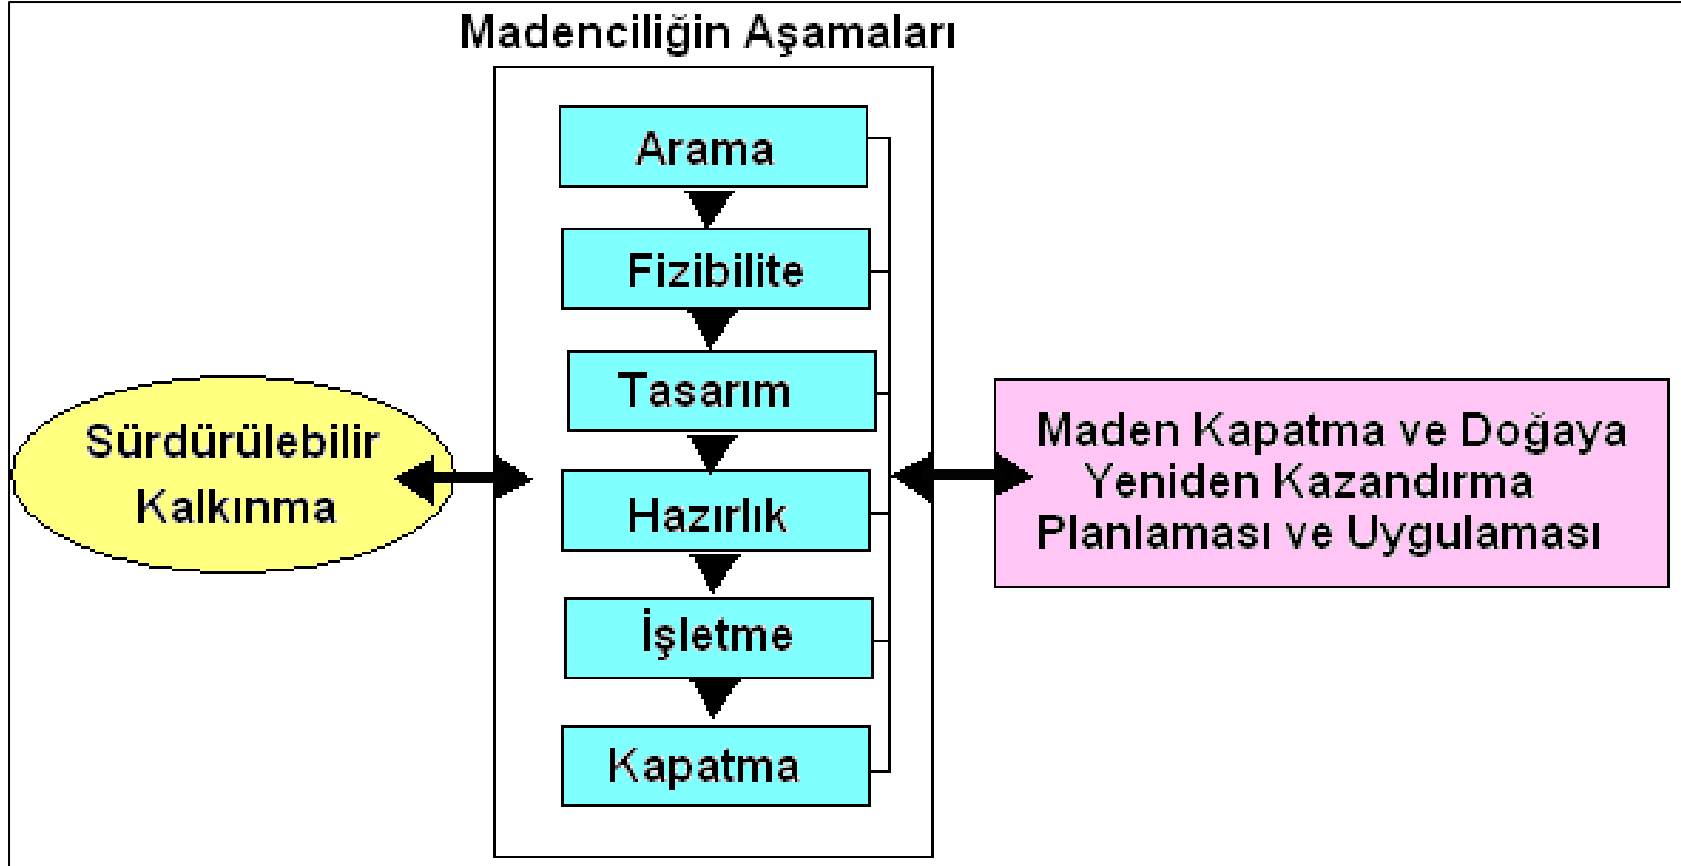 Madenciliğin Aşamaları
Arama
Fizibilite
Tasarım
Hazırlık
İşletme
Kapatma
Sürdürülebilir
Kalkınma
Maden Kapatma ve Doğaya
Yeniden Kazandırma
Planlaması ve Uygulaması